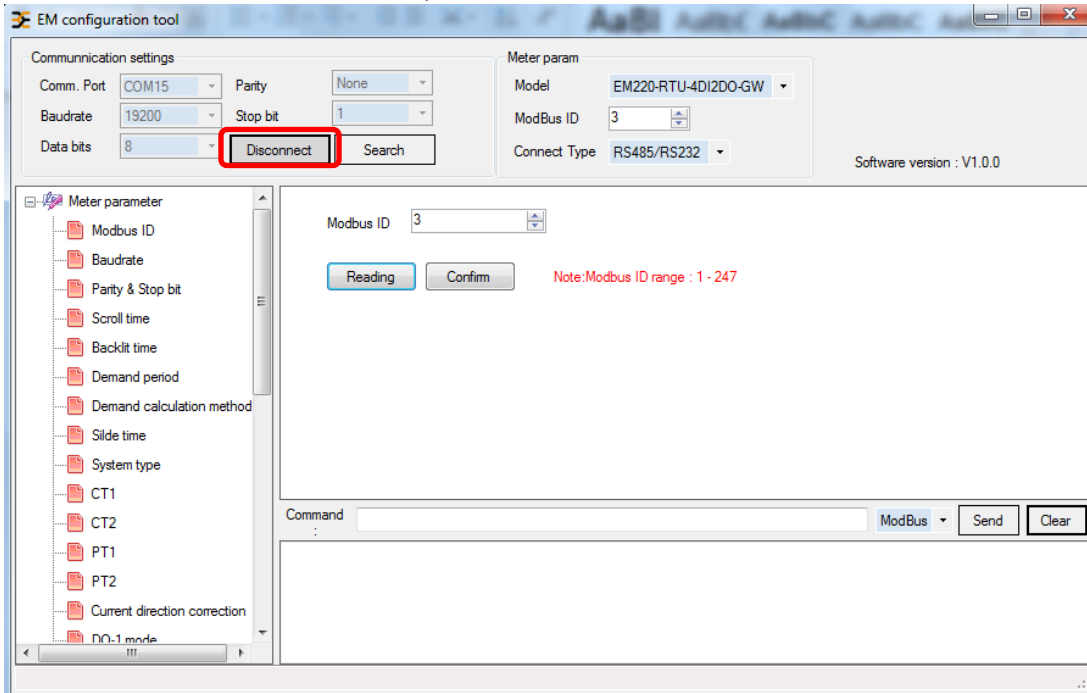 EM configuration tool
Communnication settings
Comm. Port COM15 Parity None
Baudrate 19200 Stop bit 1
Data bits 8 Disconnect Search
Meter param
Model EM220-RTU-4DI2DO-GW
ModBus ID 3
Connect Type RS485/RS232
Software version : V1.0.0
Meter parameter
Modbus ID
Baudrate
Parity & Stop bit
Scroll time
Backlit time
Demand period
Demand calculation method
Silde time
System type
CT1
CT2
PT1
PT2
Current direction correction
DO-1 mode
Modbus ID 3
Reading Confirm Note:Modbus ID range : 1 - 247
Command : ModBus Send Clear